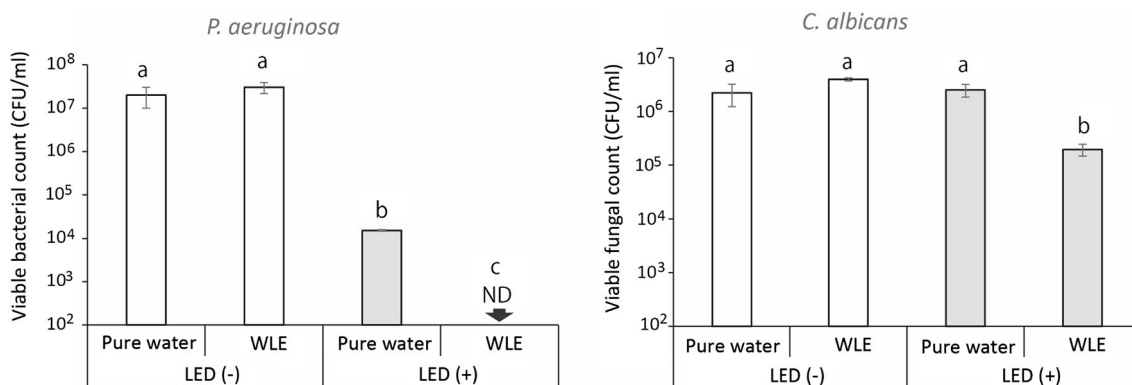 P. aeruginosa
Viable bacterial count (CFU/ml)
10⁸
10⁷
10⁶
10⁵
10⁴
10³
10²
a
a
b
c
ND
Pure water
WLE
Pure water
WLE
LED (-)
LED (+)
C. albicans
Viable fungal count (CFU/ml)
10⁷
10⁶
10⁵
10⁴
10³
10²
a
a
a
b
Pure water
WLE
Pure water
WLE
LED (-)
LED (+)